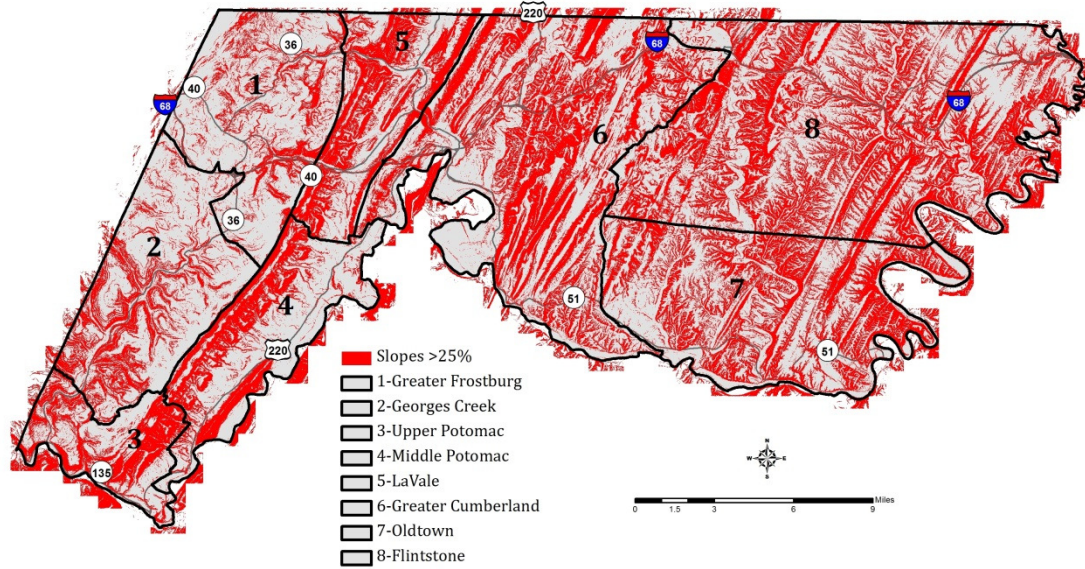 220
36
5
68
1
40
68
68
8
6
40
36
2
4
51
7
220
51
3
135
Slopes >25%
1-Greater Frostburg
2-Georges Creek
3-Upper Potomac
4-Middle Potomac
5-LaVale
6-Greater Cumberland
7-Oldtown
8-Flintstone
N
W E
S
Miles
0 1.5 3 6 9